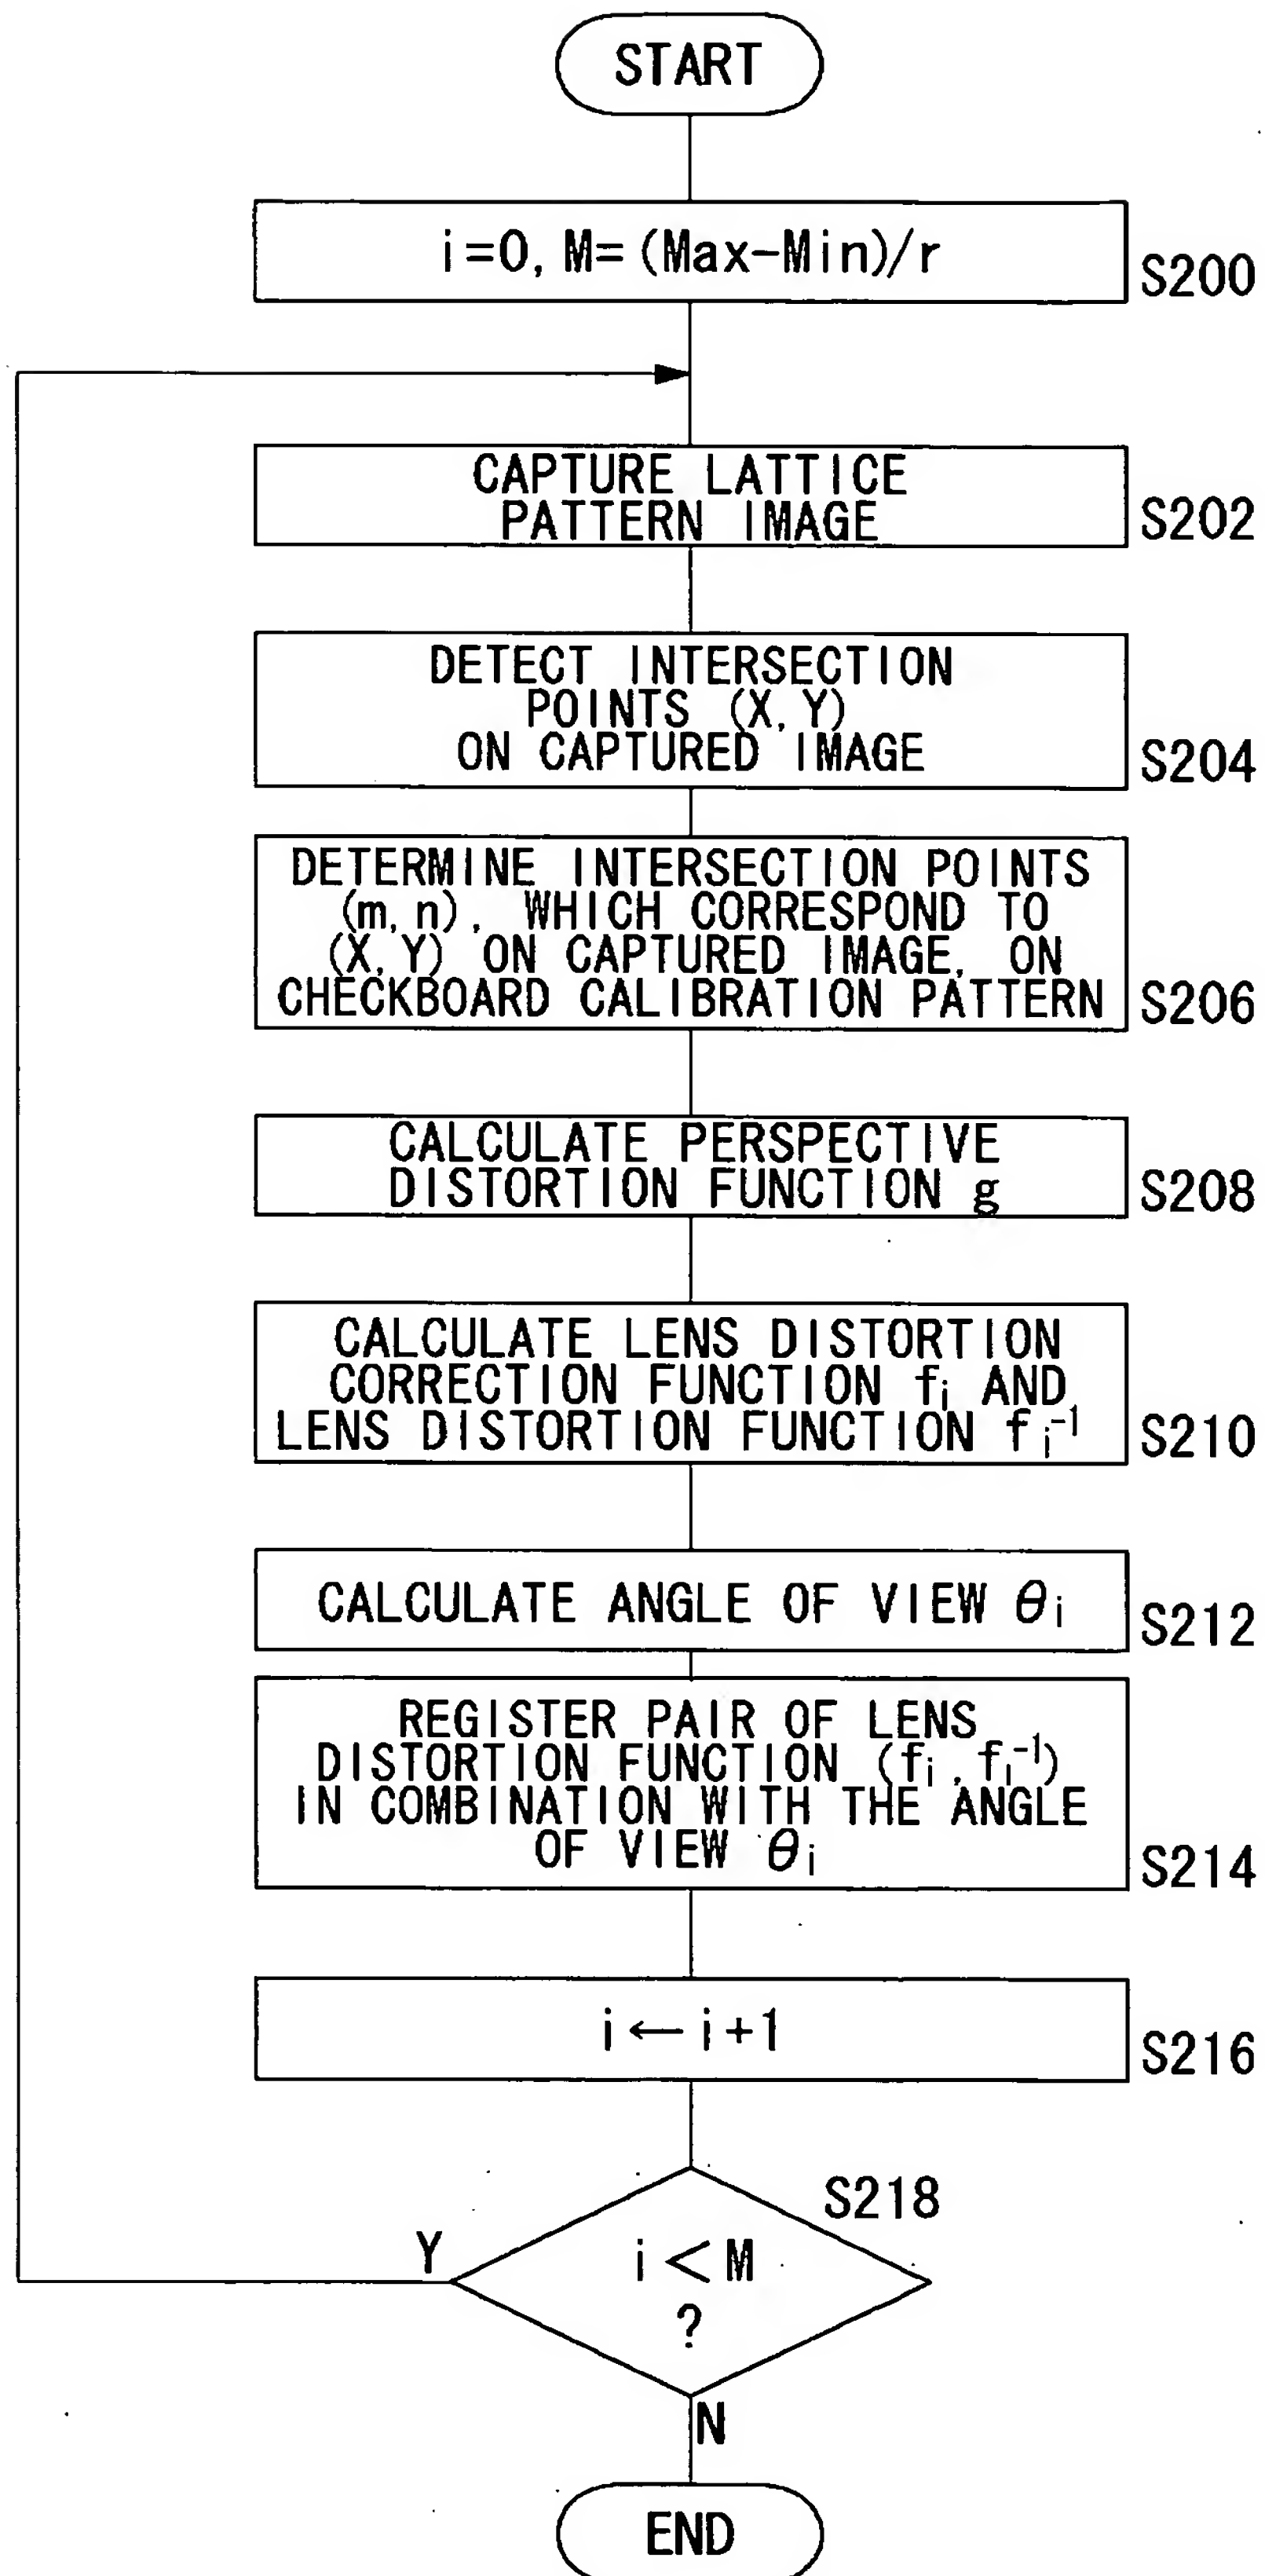 START
i=0, M=(Max-Min)/r
S200
CAPTURE LATTICE
PATTERN IMAGE
S202
DETECT INTERSECTION
POINTS (X, Y)
ON CAPTURED IMAGE
S204
DETERMINE INTERSECTION POINTS
(m, n), WHICH CORRESPOND TO
(X, Y) ON CAPTURED IMAGE, ON
CHECKBOARD CALIBRATION PATTERN
S206
CALCULATE PERSPECTIVE
DISTORTION FUNCTION g
S208
CALCULATE LENS DISTORTION
CORRECTION FUNCTION fi AND
LENS DISTORTION FUNCTION fi-1
S210
CALCULATE ANGLE OF VIEW θi
S212
REGISTER PAIR OF LENS
DISTORTION FUNCTION (fi, fi-1)
IN COMBINATION WITH THE ANGLE
OF VIEW θi
S214
i←i+1
S216
S218
Y
i<M
?
N
END